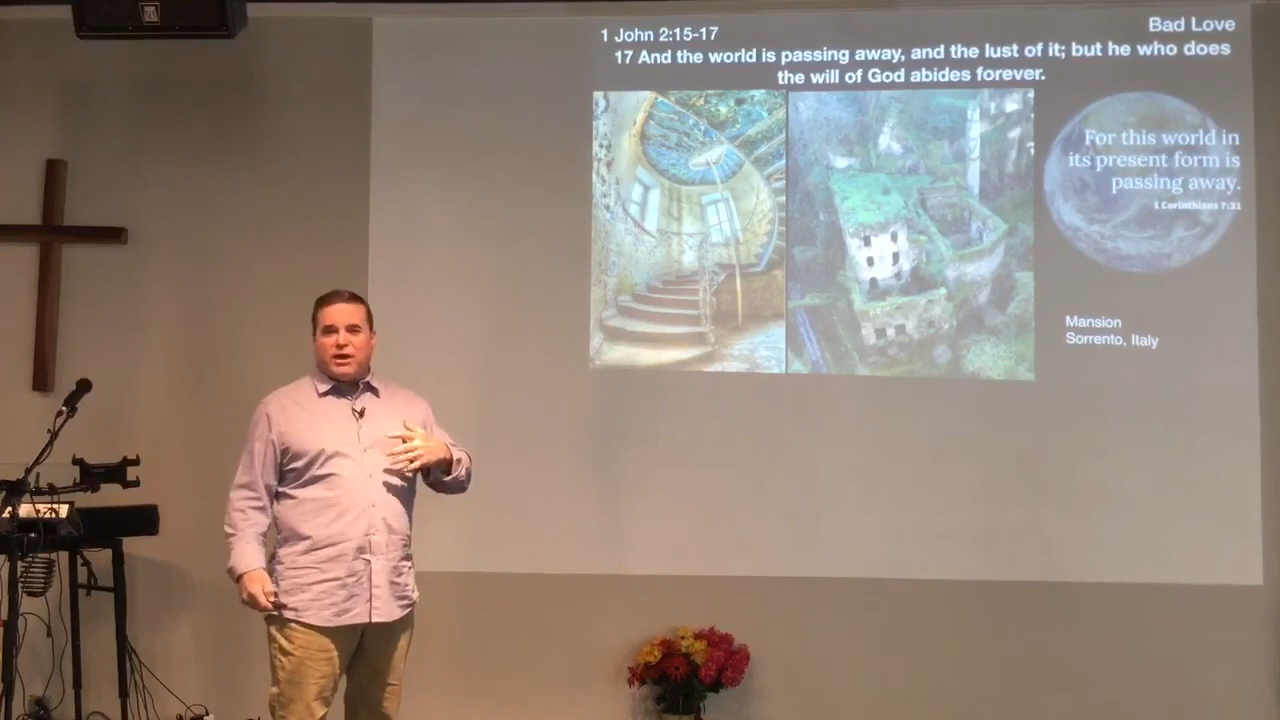 1 John 2:15-17
Bad Love
17 And the world is passing away, and the lust of it; but he who does
the will of God abides forever.
For this world in
its present form is
passing away.
1 Corinthians 7:31
Mansion
Sorrento, Italy